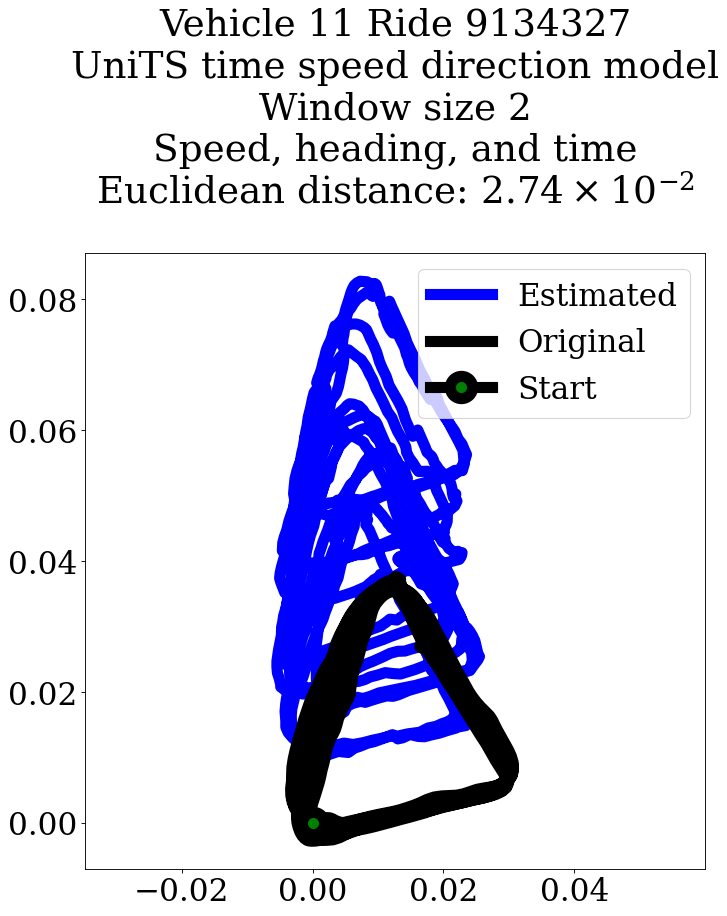 Vehicle 11 Ride 9134327
UniTS time speed direction model
Window size 2
Speed, heading, and time
Euclidean distance: 2.74 × 10⁻²
Estimated
Original
Start
0.08
0.06
0.04
0.02
0.00
−0.02 0.00 0.02 0.04